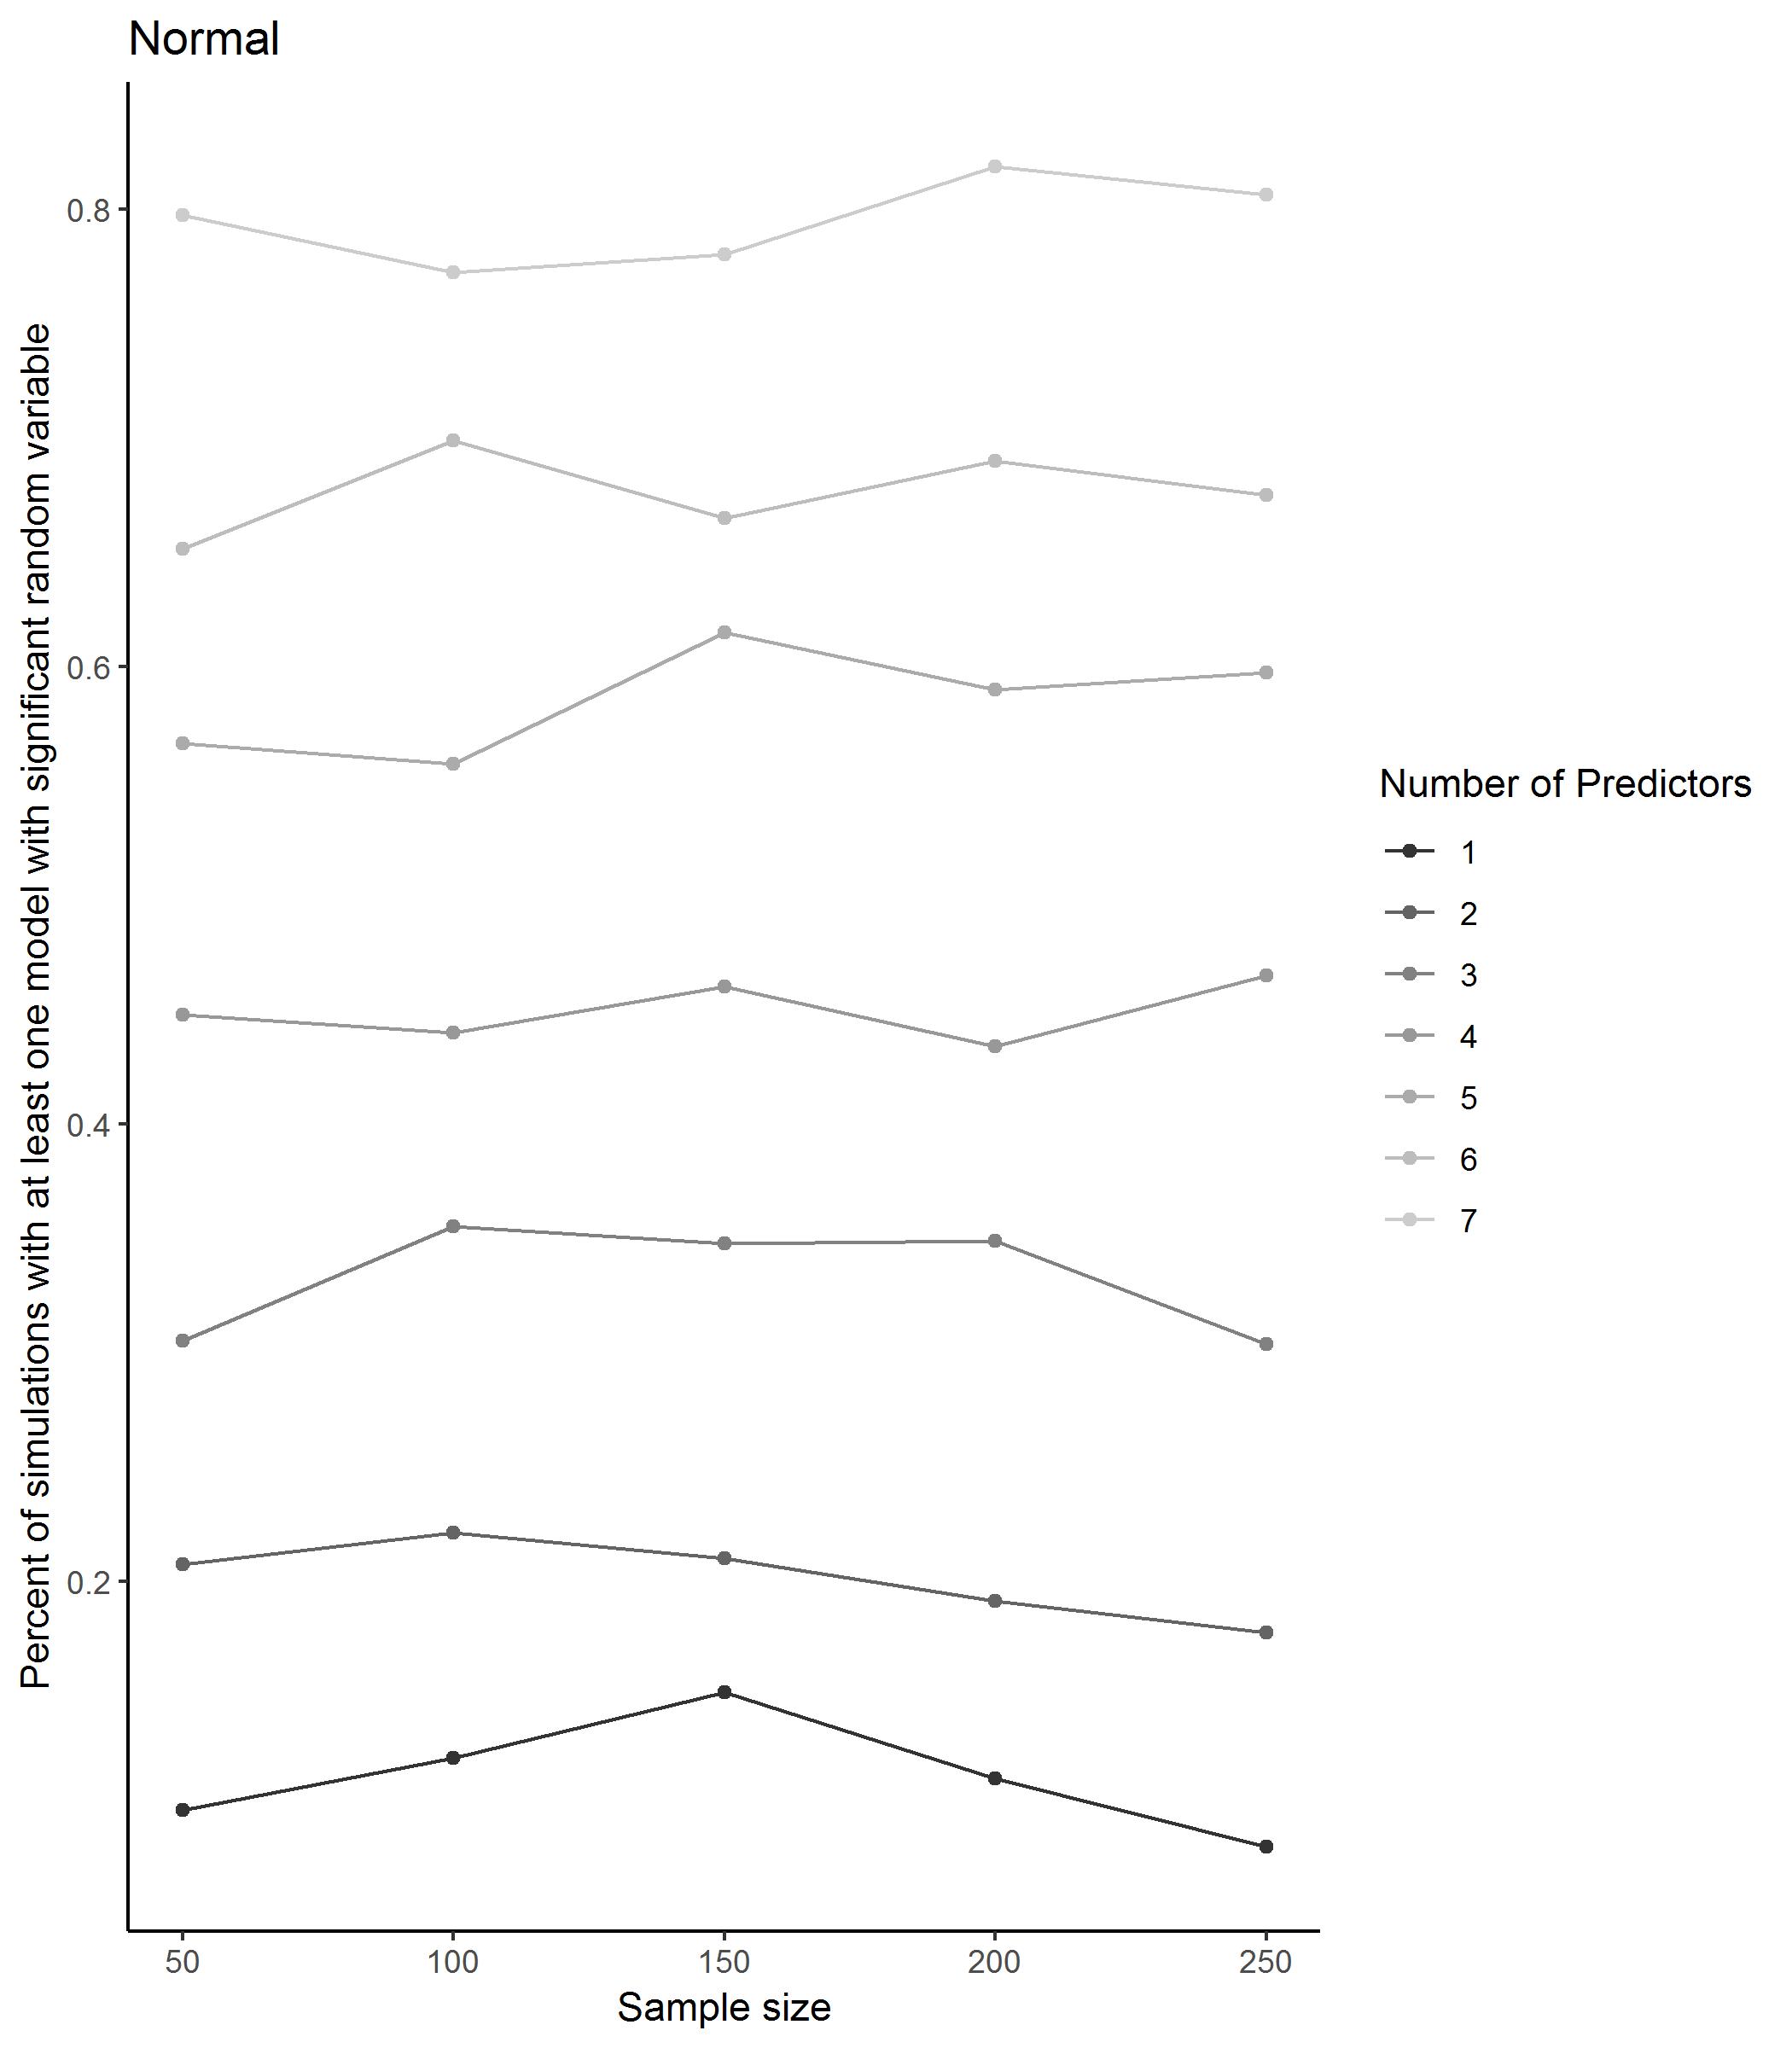 Normal
Percent of simulations with at least one model with significant random variable
0.8
0.6
0.4
0.2
50 100 150 200 250
Sample size
Number of Predictors
1
2
3
4
5
6
7